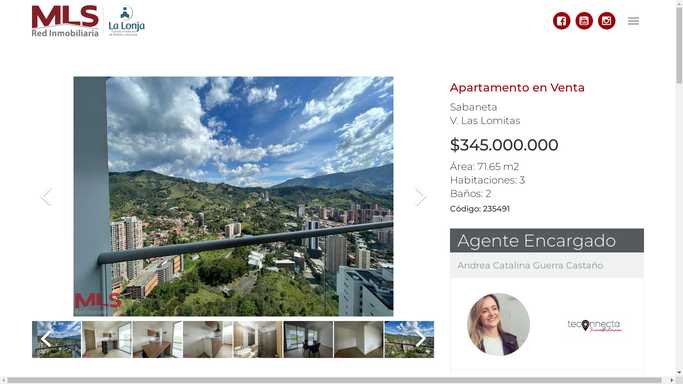 MLS
Red Inmobiliaria
La Lonja
Apartamento en Venta
Sabaneta
V. Las Lomitas
$345.000.000
Área: 71.65 m2
Habitaciones: 3
Baños: 2
Código: 235491
Agente Encargado
Andrea Catalina Guerra Castaño
MLS
teconnecta
Inmobiliaria